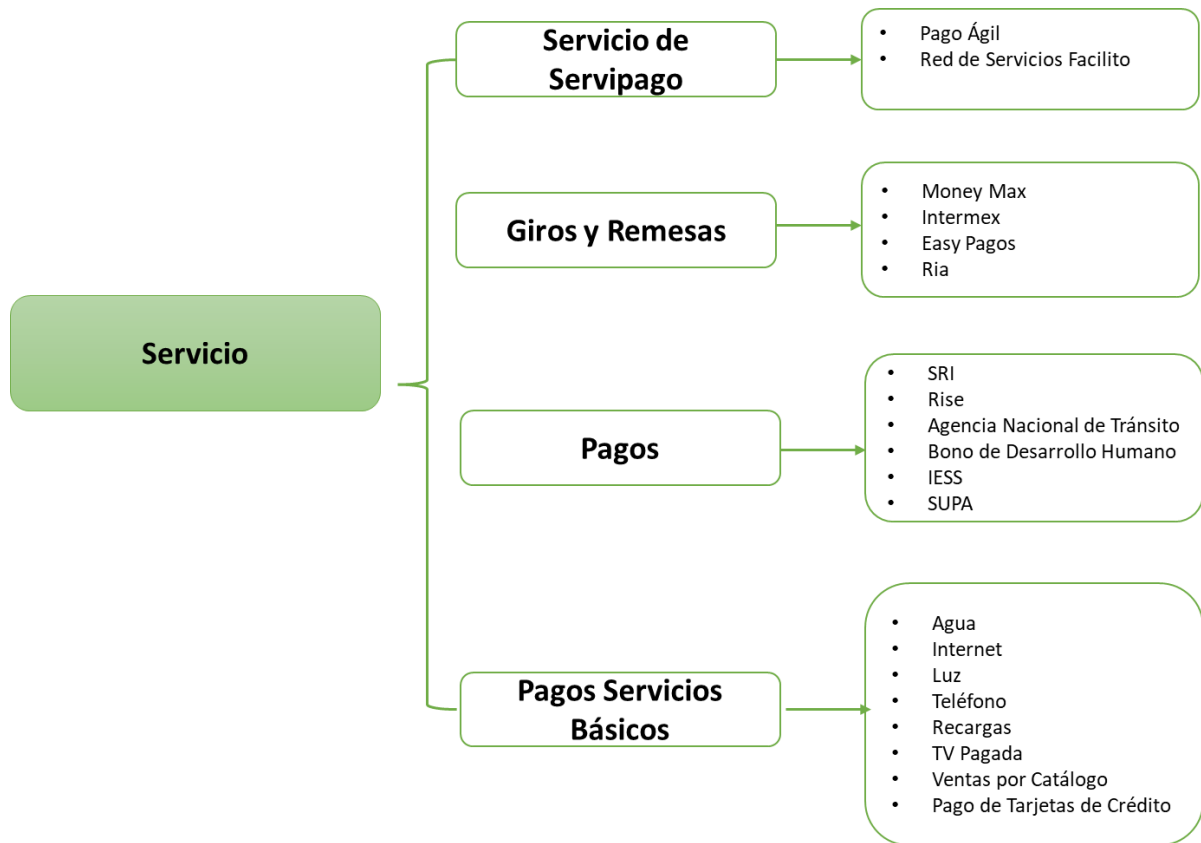 Servicio
Servicio de
Servipago
• Pago Ágil
• Red de Servicios Facilito
Giros y Remesas
• Money Max
• Intermex
• Easy Pagos
• Ria
Pagos
• SRI
• Rise
• Agencia Nacional de Tránsito
• Bono de Desarrollo Humano
• IESS
• SUPA
Pagos Servicios
Básicos
• Agua
• Internet
• Luz
• Teléfono
• Recargas
• TV Pagada
• Ventas por Catálogo
• Pago de Tarjetas de Crédito